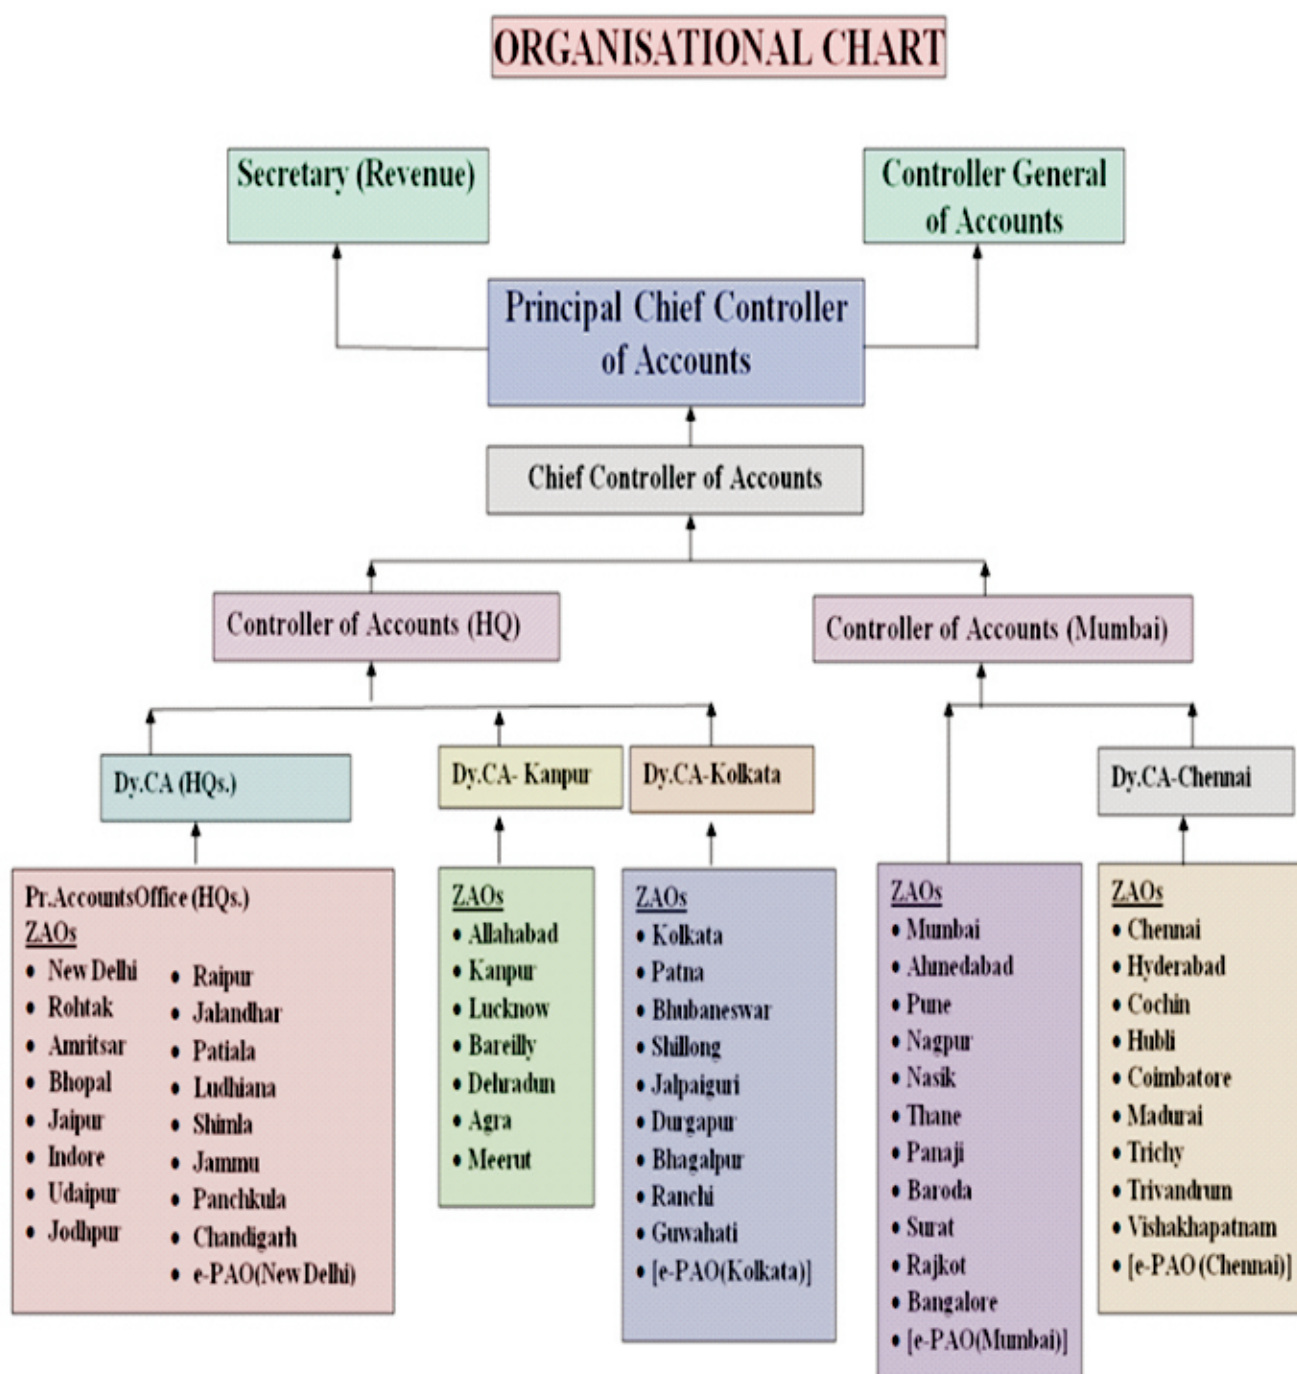 ORGANISATIONAL CHART
Secretary (Revenue)
Controller General
of Accounts
Principal Chief Controller
of Accounts
Chief Controller of Accounts
Controller of Accounts (HQ)
Controller of Accounts (Mumbai)
Dy.CA (HQs.)
Dy.CA- Kanpur
Dy.CA-Kolkata
Dy.CA-Chennai
Pr.AccountsOffice (HQs.)
ZAOs
• New Delhi
• Rohtak
• Amritsar
• Bhopal
• Jaipur
• Indore
• Udaipur
• Jodhpur
• Raipur
• Jalandhar
• Patiala
• Ludhiana
• Shimla
• Jammu
• Panchkula
• Chandigarh
• e-PAO(New Delhi)
ZAOs
• Allahabad
• Kanpur
• Lucknow
• Bareilly
• Dehradun
• Agra
• Meerut
ZAOs
• Kolkata
• Patna
• Bhubaneswar
• Shillong
• Jalpaiguri
• Durgapur
• Bhagalpur
• Ranchi
• Guwahati
• [e-PAO(Kolkata)]
ZAOs
• Mumbai
• Ahmedabad
• Pune
• Nagpur
• Nasik
• Thane
• Panaji
• Baroda
• Surat
• Rajkot
• Bangalore
• [e-PAO(Mumbai)]
ZAOs
• Chennai
• Hyderabad
• Cochin
• Hubli
• Coimbatore
• Madurai
• Trichy
• Trivandrum
• Vishakhapatnam
• [e-PAO (Chennai)]